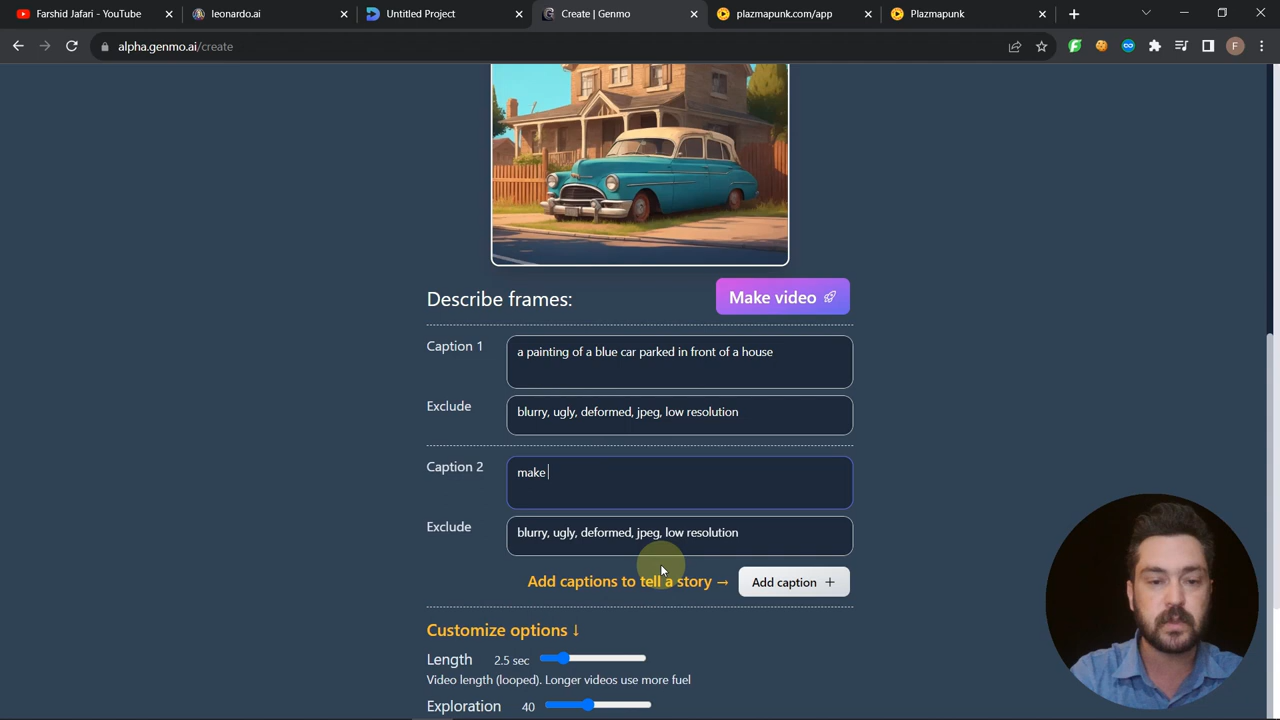 Farshid Jafari - YouTube
leonardo.ai
Untitled Project
Create | Genmo
plazmapunk.com/app
Plazmapunk
alpha.genmo.ai/create
F
Describe frames:
Make video
Caption 1
a painting of a blue car parked in front of a house
Exclude
blurry, ugly, deformed, jpeg, low resolution
Caption 2
make
Exclude
blurry, ugly, deformed, jpeg, low resolution
Add captions to tell a story →
Add caption +
Customize options ↓
Length 2.5 sec
Video length (looped). Longer videos use more fuel
Exploration 40